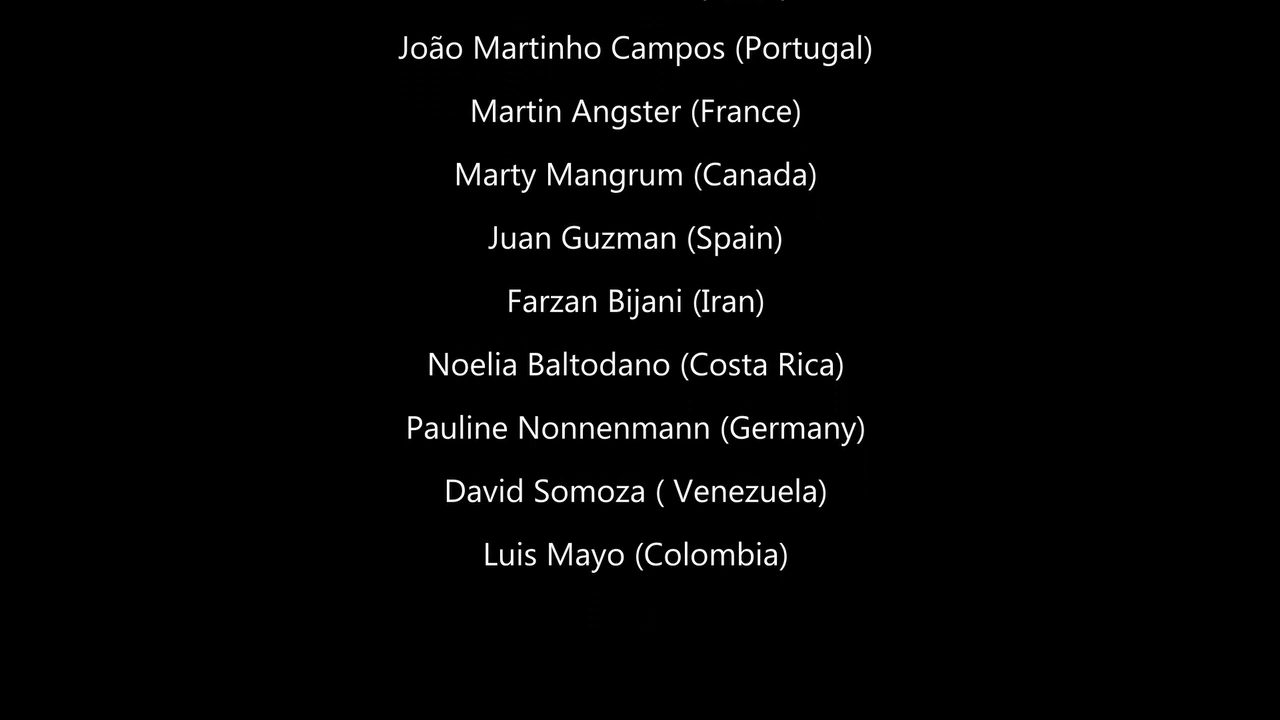 João Martinho Campos (Portugal)
Martin Angster (France)
Marty Mangrum (Canada)
Juan Guzman (Spain)
Farzan Bijani (Iran)
Noelia Baltodano (Costa Rica)
Pauline Nonnenmann (Germany)
David Somoza ( Venezuela)
Luis Mayo (Colombia)